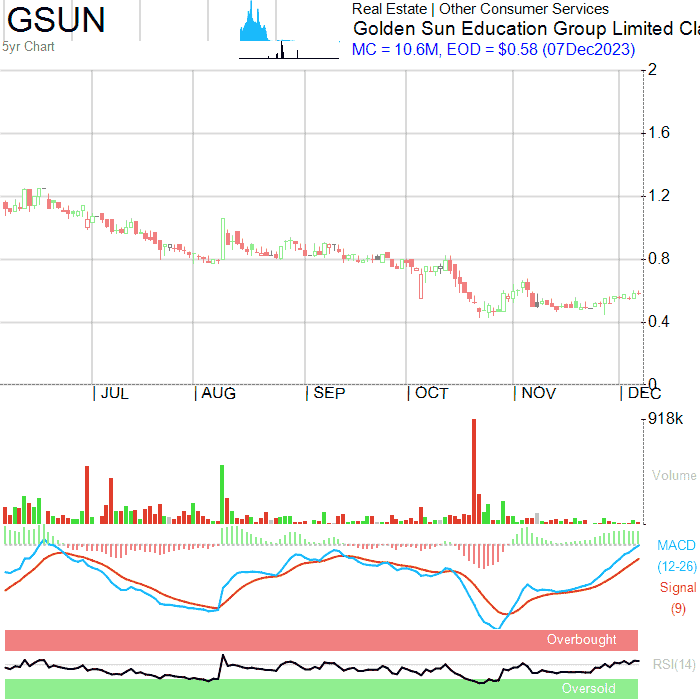 GSUN
5yr Chart
Real Estate | Other Consumer Services
Golden Sun Education Group Limited Cla
MC = 10.6M, EOD = $0.58 (07Dec2023)
2
1.6
1.2
0.8
0.4
0
JUL AUG SEP OCT NOV DEC
918k
Volume
MACD
(12-26)
Signal
(9)
Overbought
RSI(14)
Oversold